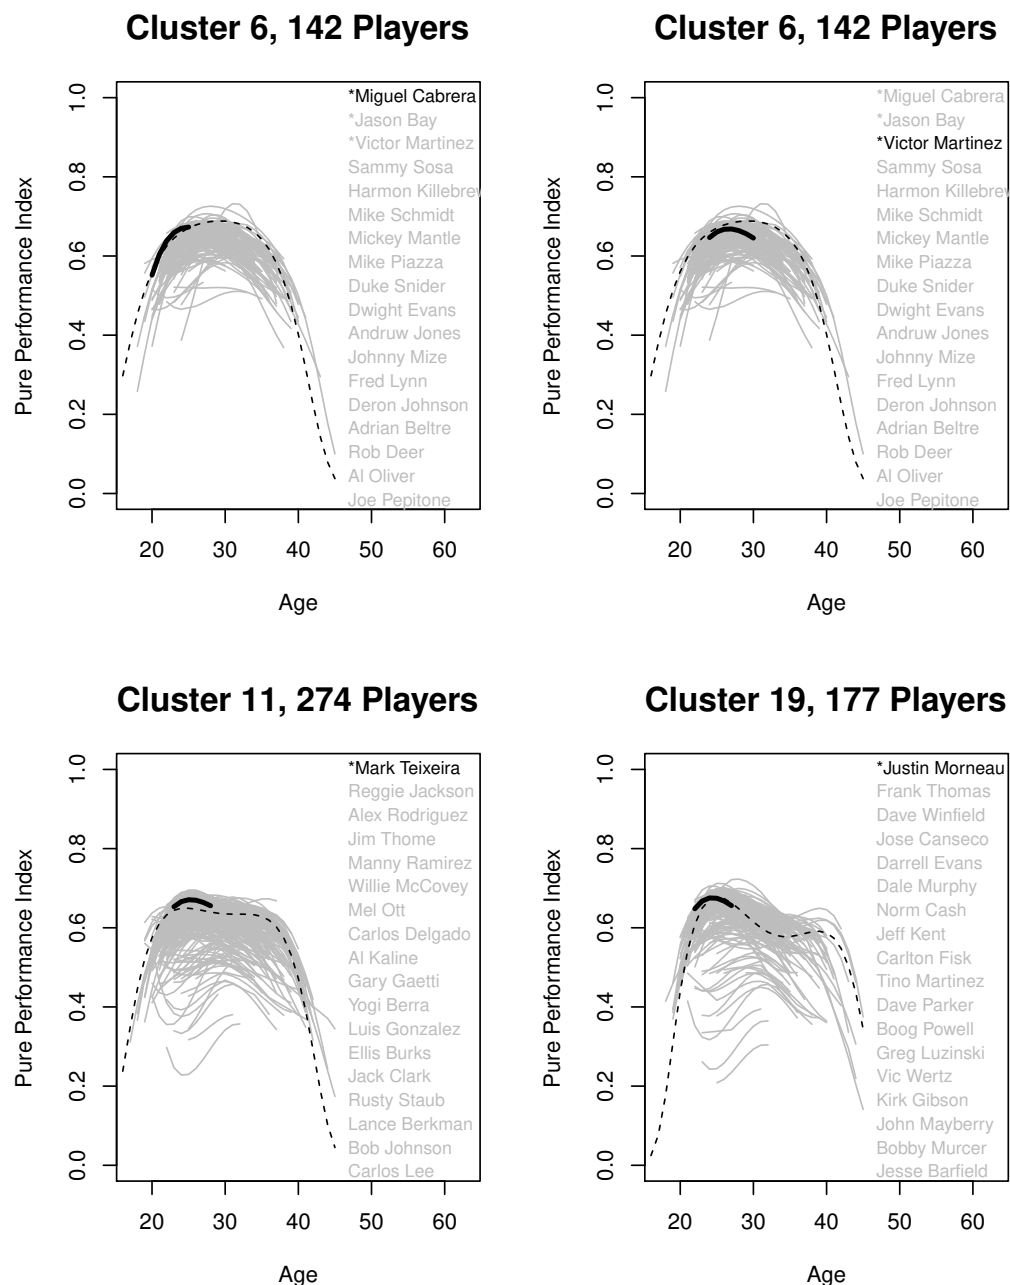 Cluster 6, 142 Players
Pure Performance Index
1.0
0.8
0.6
0.4
0.2
0.0
*Miguel Cabrera
*Jason Bay
*Victor Martinez
Sammy Sosa
Harmon Killebrew
Mike Schmidt
Mickey Mantle
Mike Piazza
Duke Snider
Dwight Evans
Andruw Jones
Johnny Mize
Fred Lynn
Deron Johnson
Adrian Beltre
Rob Deer
Al Oliver
Joe Pepitone
20 30 40 50 60
Age
Cluster 6, 142 Players
Pure Performance Index
1.0
0.8
0.6
0.4
0.2
0.0
*Miguel Cabrera
*Jason Bay
*Victor Martinez
Sammy Sosa
Harmon Killebrew
Mike Schmidt
Mickey Mantle
Mike Piazza
Duke Snider
Dwight Evans
Andruw Jones
Johnny Mize
Fred Lynn
Deron Johnson
Adrian Beltre
Rob Deer
Al Oliver
Joe Pepitone
20 30 40 50 60
Age
Cluster 11, 274 Players
Pure Performance Index
1.0
0.8
0.6
0.4
0.2
0.0
*Mark Teixeira
Reggie Jackson
Alex Rodriguez
Jim Thome
Manny Ramirez
Willie McCovey
Mel Ott
Carlos Delgado
Al Kaline
Gary Gaetti
Yogi Berra
Luis Gonzalez
Ellis Burks
Jack Clark
Rusty Staub
Lance Berkman
Bob Johnson
Carlos Lee
20 30 40 50 60
Age
Cluster 19, 177 Players
Pure Performance Index
1.0
0.8
0.6
0.4
0.2
0.0
*Justin Morneau
Frank Thomas
Dave Winfield
Jose Canseco
Darrell Evans
Dale Murphy
Norm Cash
Jeff Kent
Carlton Fisk
Tino Martinez
Dave Parker
Boog Powell
Greg Luzinski
Vic Wertz
Kirk Gibson
John Mayberry
Bobby Murcer
Jesse Barfield
20 30 40 50 60
Age